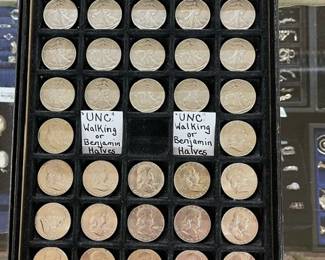 'UNC'
Walking
or
Benjamin
Halves
'UNC'
Walking
or
Benjamin
Halves